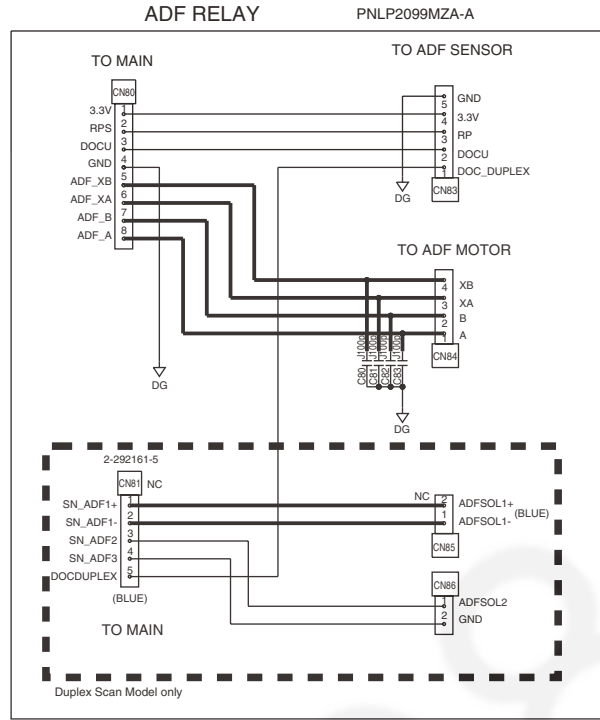 ADF RELAY PNLP2099MZA-A
TO ADF SENSOR
TO MAIN
CN80
3.3V 1
RPS 2
DOCU 3
GND 4
ADF_XB 5
ADF_XA 6
ADF_B 7
ADF_A 8
5 GND
4 3.3V
3 RP
2 DOCU
1 DOC_DUPLEX
CN83
DG
TO ADF MOTOR
4 XB
3 XA
2 B
1 A
CN84
C80 J100p
C81 J100p
C82 J100p
C83 J100p
DG
DG
2-292161-5
CN81 NC
SN_ADF1+ 1
SN_ADF1- 2
SN_ADF2 3
SN_ADF3 4
DOCDUPLEX 5
(BLUE)
TO MAIN
NC 2 ADFSOL1+
1 ADFSOL1- (BLUE)
CN85
CN86
1 ADFSOL2
2 GND
Duplex Scan Model only